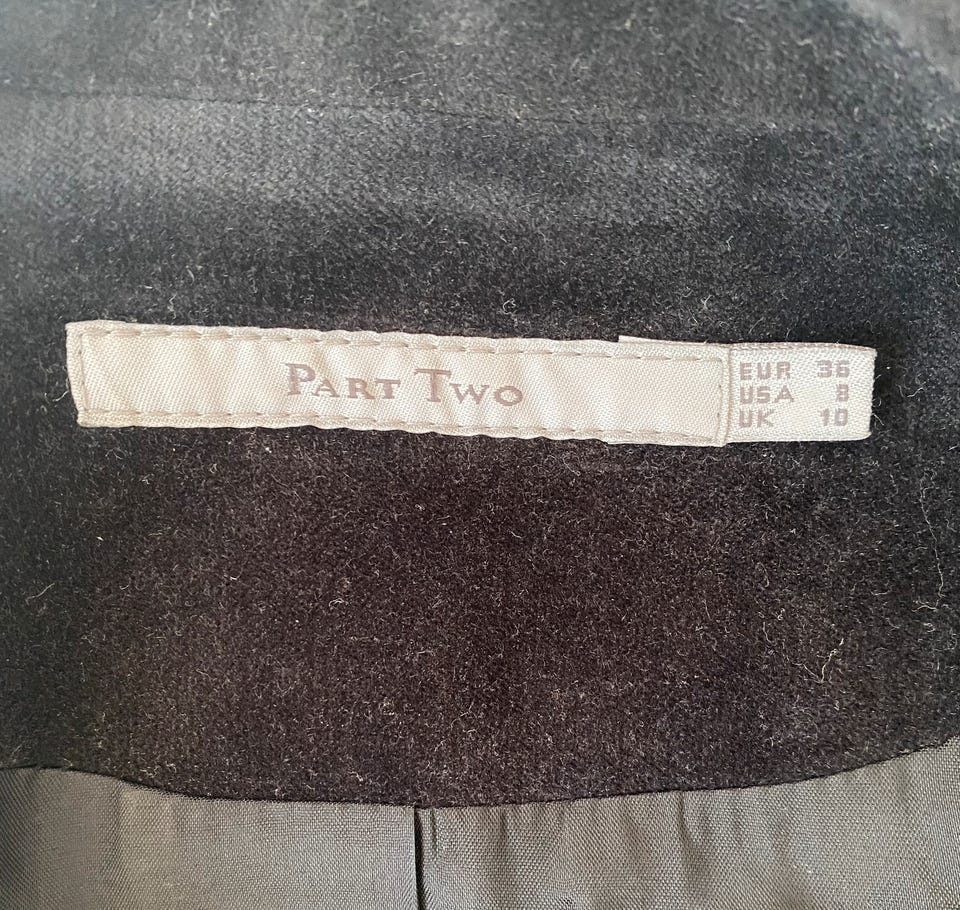 PART TWO
EUR 36
USA 8
UK 10